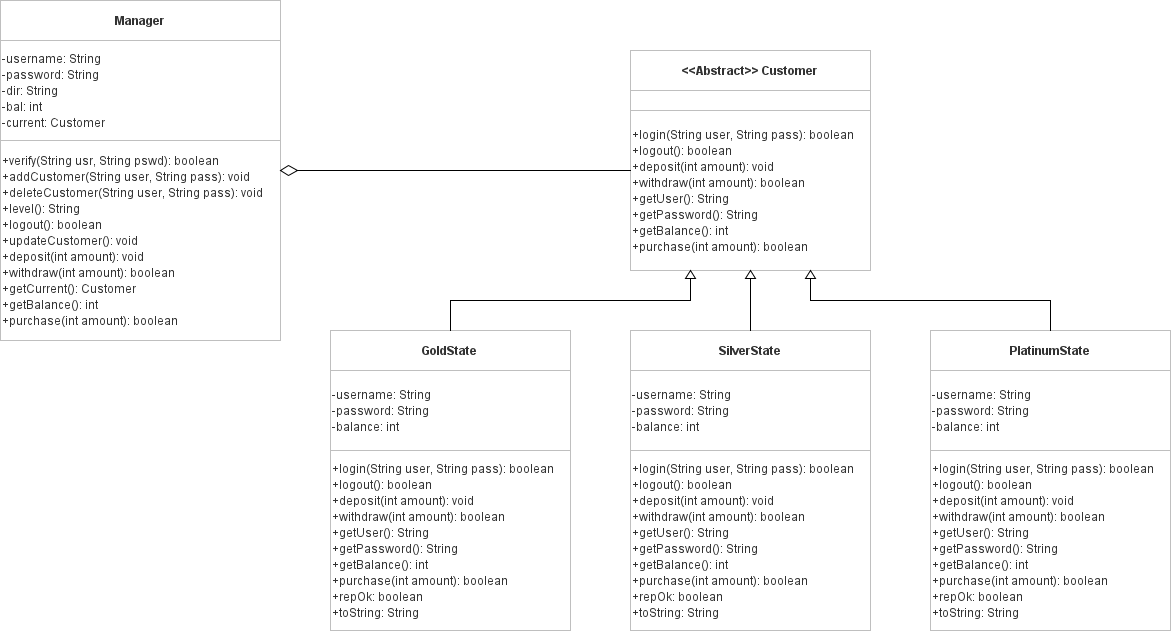 Manager
-username: String
-password: String
-dir: String
-bal: int
-current: Customer
+verify(String usr, String pswd): boolean
+addCustomer(String user, String pass): void
+deleteCustomer(String user, String pass): void
+level(): String
+logout(): boolean
+updateCustomer(): void
+deposit(int amount): void
+withdraw(int amount): boolean
+getCurrent(): Customer
+getBalance(): int
+purchase(int amount): boolean
<<Abstract>> Customer
+login(String user, String pass): boolean
+logout(): boolean
+deposit(int amount): void
+withdraw(int amount): boolean
+getUser(): String
+getPassword(): String
+getBalance(): int
+purchase(int amount): boolean
GoldState
-username: String
-password: String
-balance: int
+login(String user, String pass): boolean
+logout(): boolean
+deposit(int amount): void
+withdraw(int amount): boolean
+getUser(): String
+getPassword(): String
+getBalance(): int
+purchase(int amount): boolean
+repOk: boolean
+toString: String
SilverState
-username: String
-password: String
-balance: int
+login(String user, String pass): boolean
+logout(): boolean
+deposit(int amount): void
+withdraw(int amount): boolean
+getUser(): String
+getPassword(): String
+getBalance(): int
+purchase(int amount): boolean
+repOk: boolean
+toString: String
PlatinumState
-username: String
-password: String
-balance: int
+login(String user, String pass): boolean
+logout(): boolean
+deposit(int amount): void
+withdraw(int amount): boolean
+getUser(): String
+getPassword(): String
+getBalance(): int
+purchase(int amount): boolean
+repOk: boolean
+toString: String